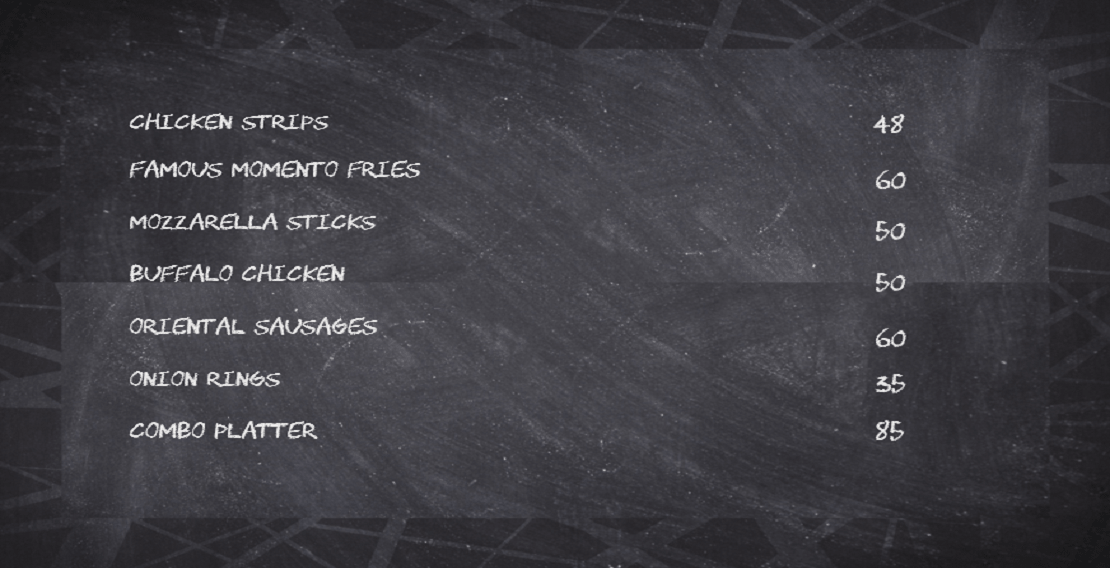 CHICKEN STRIPS 48
FAMOUS MOMENTO FRIES 60
MOZZARELLA STICKS 50
BUFFALO CHICKEN 50
ORIENTAL SAUSAGES 60
ONION RINGS 35
COMBO PLATTER 85